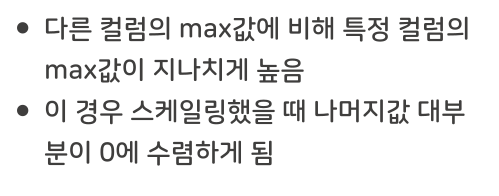 • 다른 컬럼의 max값에 비해 특정 컬럼의
max값이 지나치게 높음
• 이 경우 스케일링했을 때 나머지값 대부
분이 0에 수렴하게 됨